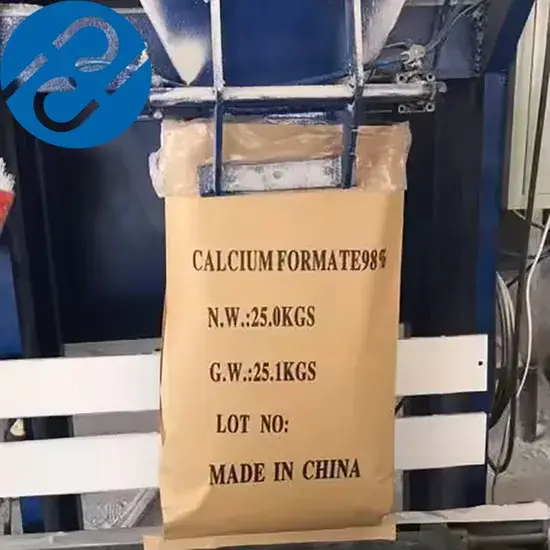 CALCIUM FORMATE98%
N.W.:25.0KGS
G.W.:25.1KGS
LOT NO:
MADE IN CHINA